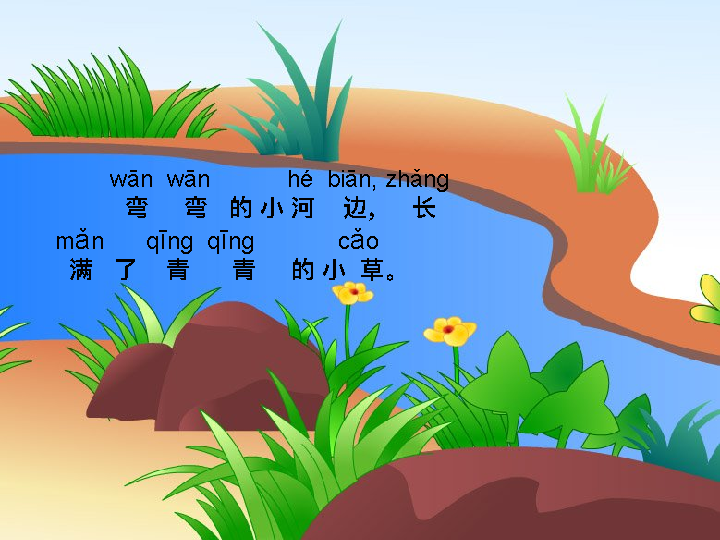 wān wān hé biān, zhǎng
弯 弯 的 小 河 边， 长
mǎn qīng qīng cǎo
满 了 青 青 的 小 草。